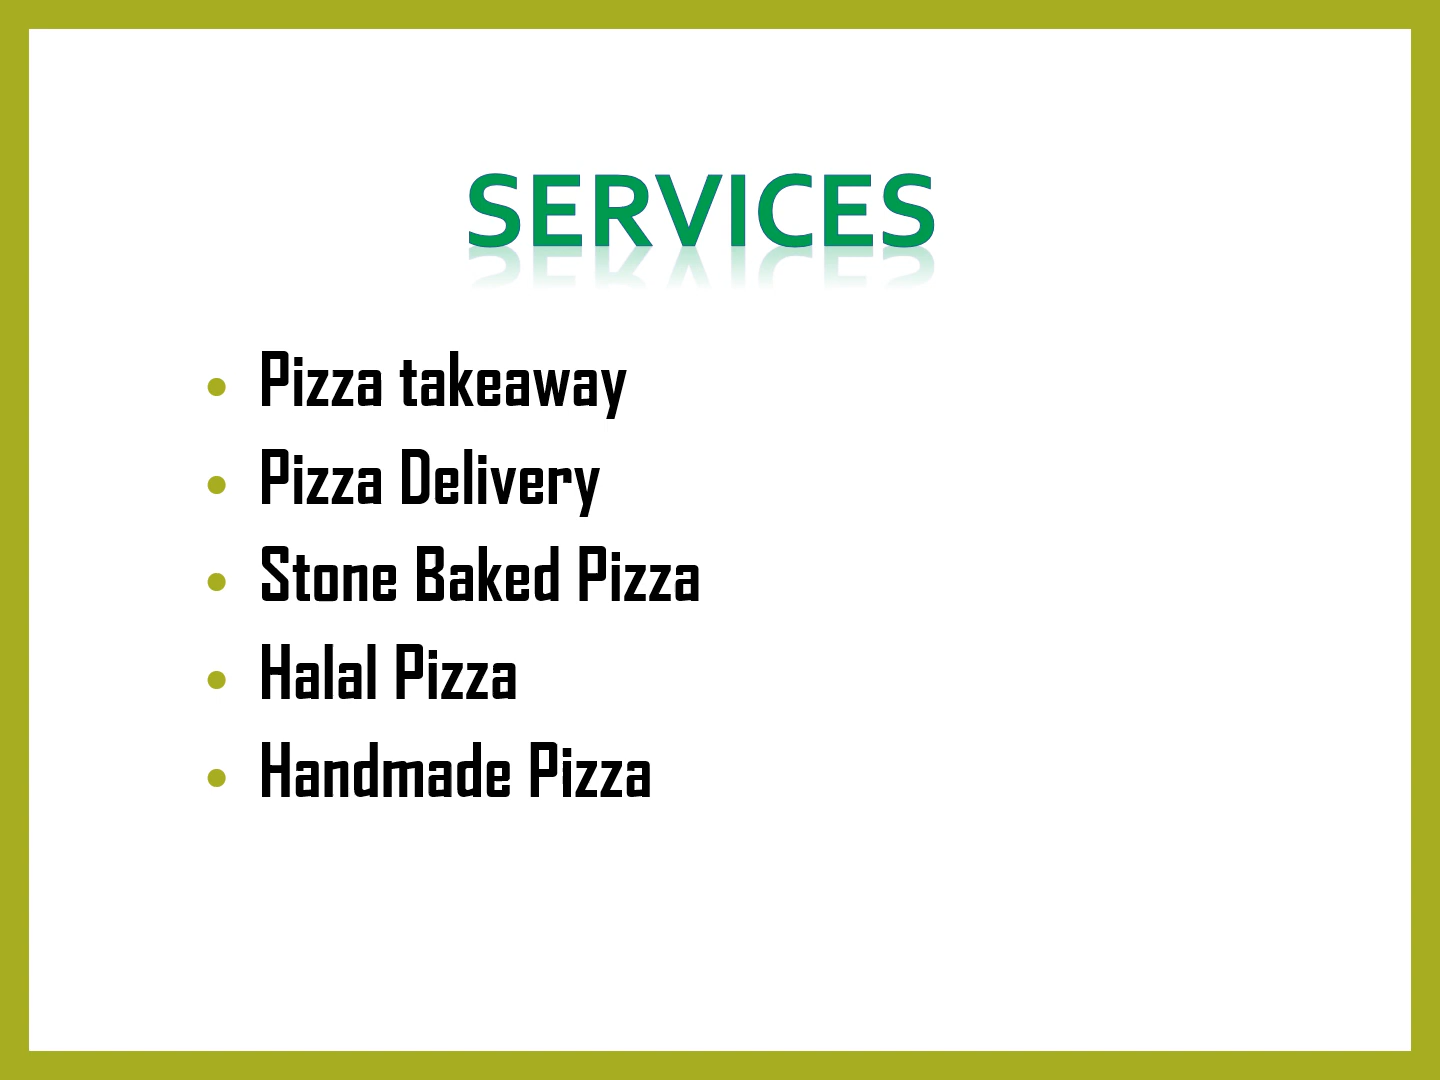 SERVICES
• Pizza takeaway
• Pizza Delivery
• Stone Baked Pizza
• Halal Pizza
• Handmade Pizza